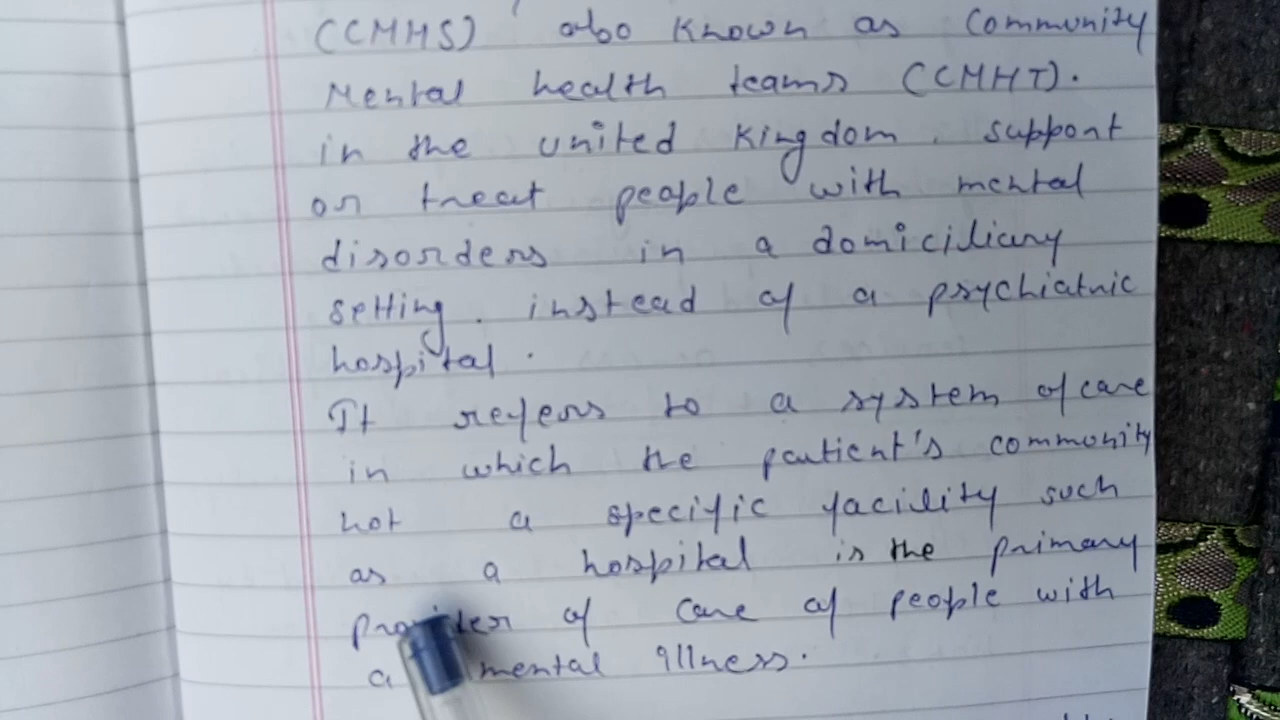 (CMHS) also known as Community
Mental health teams (CMHT).
in the united Kingdom. support
or treat people with mental
disorders in a domiciliary
setting. instead of a psychiatric
hospital.
It refers to a system of care
in which the patient's community
not a specific facility such
as a hospital is the primary
provider of care of people with
a mental illness.